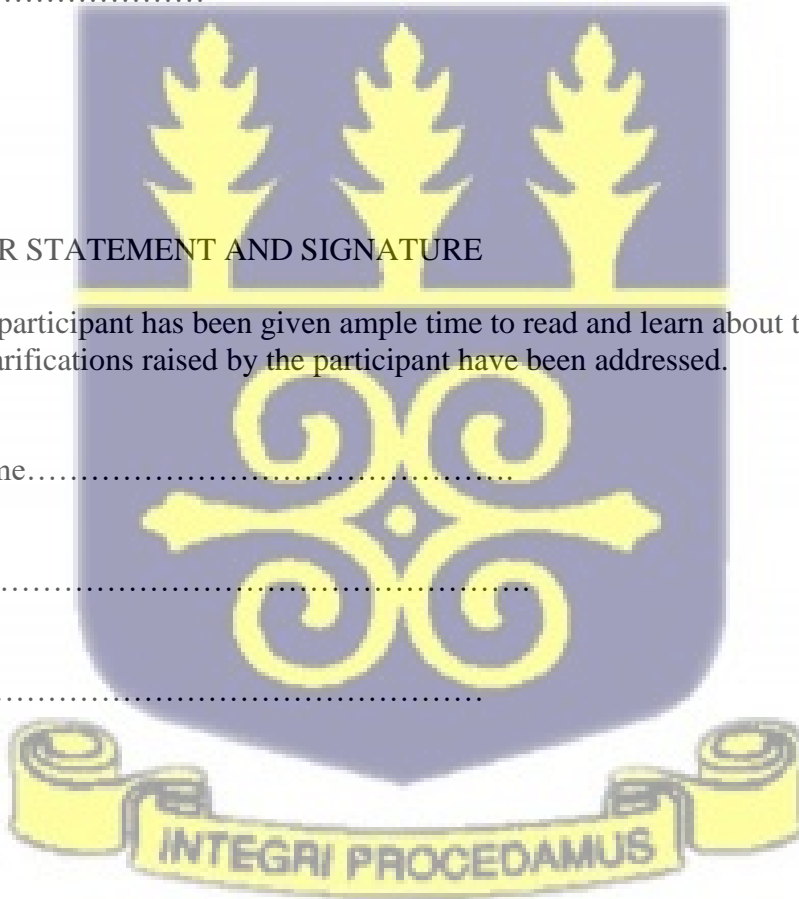 ………………
R STATEMENT AND SIGNATURE
participant has been given ample time to read and learn about t
arifications raised by the participant have been addressed.
me……………………………………….
……………………………………………….
…………………………………………
INTEGRI PROCEDAMUS